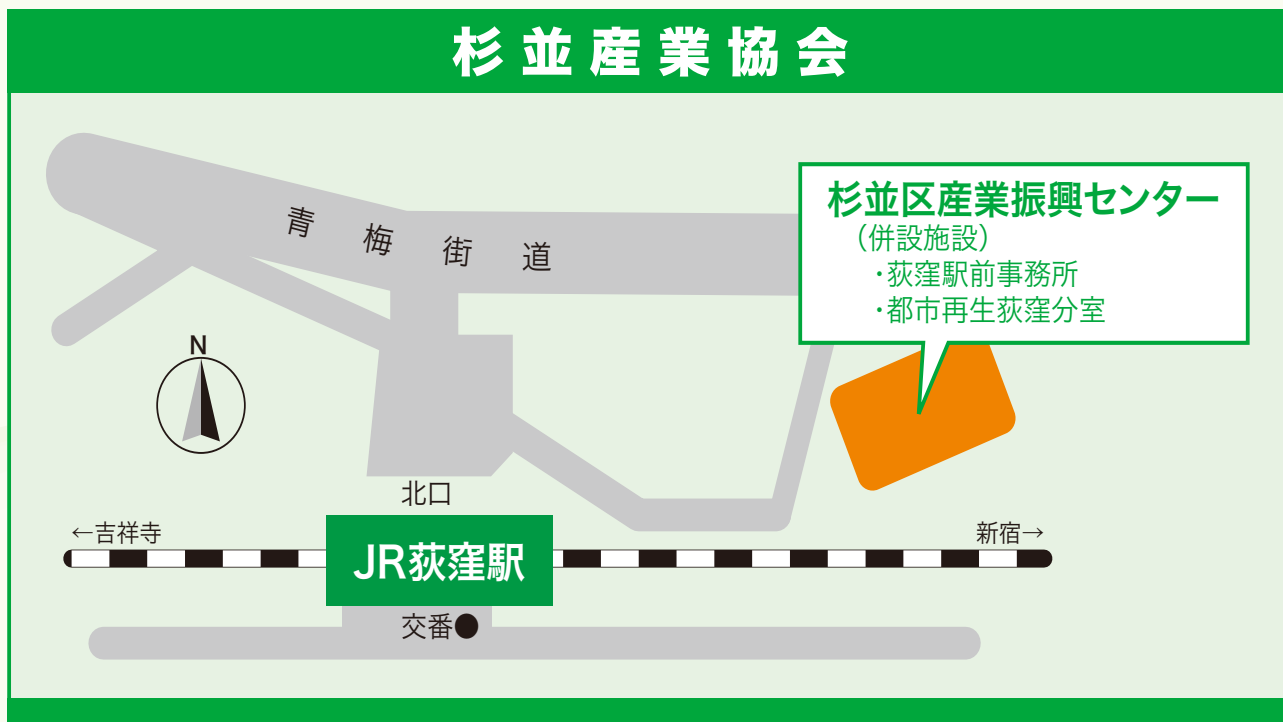 杉並産業協会
青梅街道
杉並区産業振興センター
（併設施設）
・荻窪駅前事務所
・都市再生荻窪分室
N
北口
←吉祥寺
新宿→
JR荻窪駅
交番●